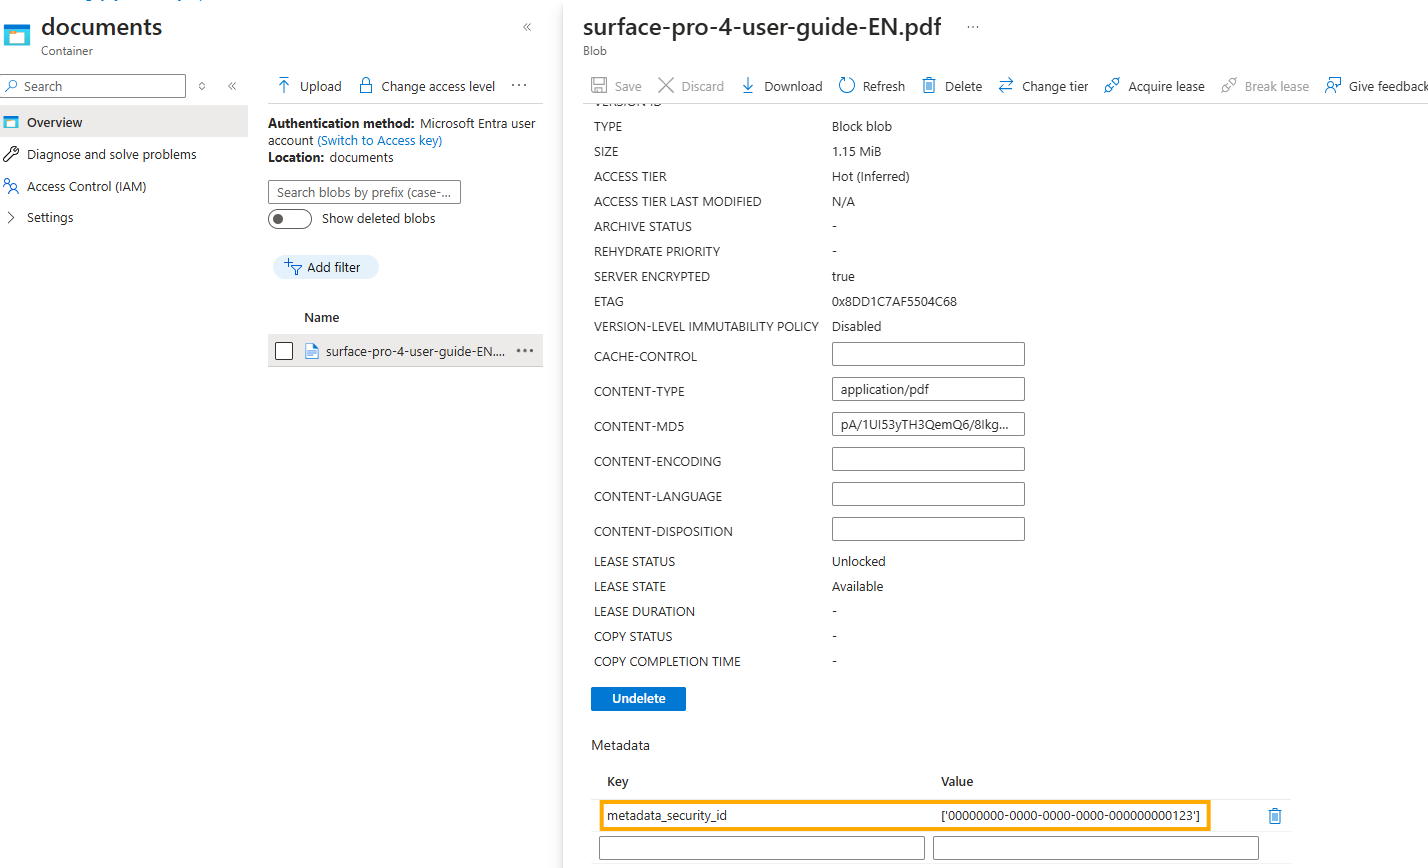 documents
Container
Search
Overview
Diagnose and solve problems
Access Control (IAM)
Settings
Upload
Change access level
Authentication method: Microsoft Entra user
account (Switch to Access key)
Location: documents
Search blobs by prefix (case-...
Show deleted blobs
Add filter
Name
surface-pro-4-user-guide-EN....
surface-pro-4-user-guide-EN.pdf
Blob
Save
Discard
Download
Refresh
Delete
Change tier
Acquire lease
Break lease
Give feedback
VERSION ID
TYPE Block blob
SIZE 1.15 MiB
ACCESS TIER Hot (Inferred)
ACCESS TIER LAST MODIFIED N/A
ARCHIVE STATUS -
REHYDRATE PRIORITY -
SERVER ENCRYPTED true
ETAG 0x8DD1C7AF5504C68
VERSION-LEVEL IMMUTABILITY POLICY Disabled
CACHE-CONTROL
CONTENT-TYPE application/pdf
CONTENT-MD5 pA/1UI53yTH3QemQ6/8Ikg...
CONTENT-ENCODING
CONTENT-LANGUAGE
CONTENT-DISPOSITION
LEASE STATUS Unlocked
LEASE STATE Available
LEASE DURATION -
COPY STATUS -
COPY COMPLETION TIME -
Undelete
Metadata
Key Value
metadata_security_id ['00000000-0000-0000-0000-000000000123']